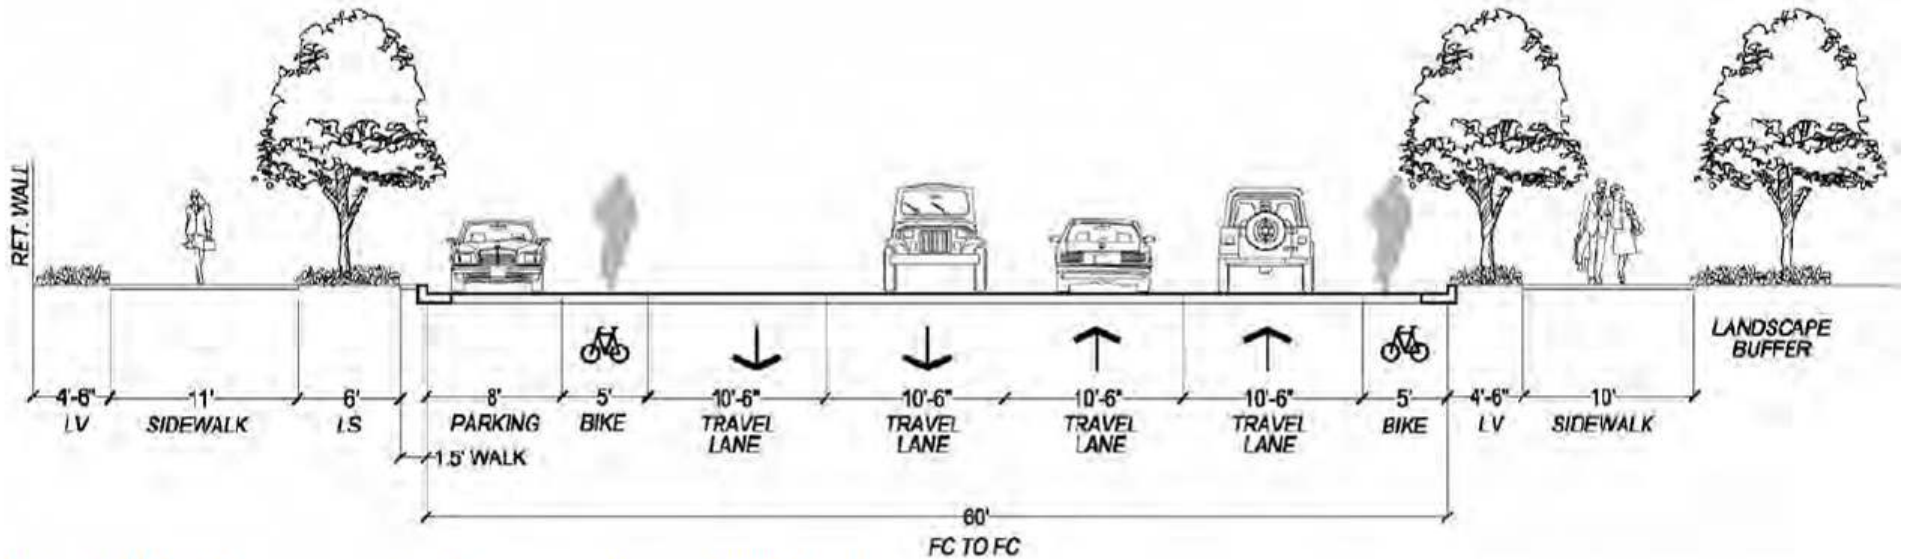 RET. WALL
4'-6" 11' 6' 8' 5' 10'-6" 10'-6" 10'-6" 10'-6" 5' 4'-6" 10'
LV SIDEWALK LS PARKING BIKE TRAVEL LANE TRAVEL LANE TRAVEL LANE TRAVEL LANE BIKE LV SIDEWALK
LANDSCAPE
BUFFER
1.5' WALK
60'
FC TO FC